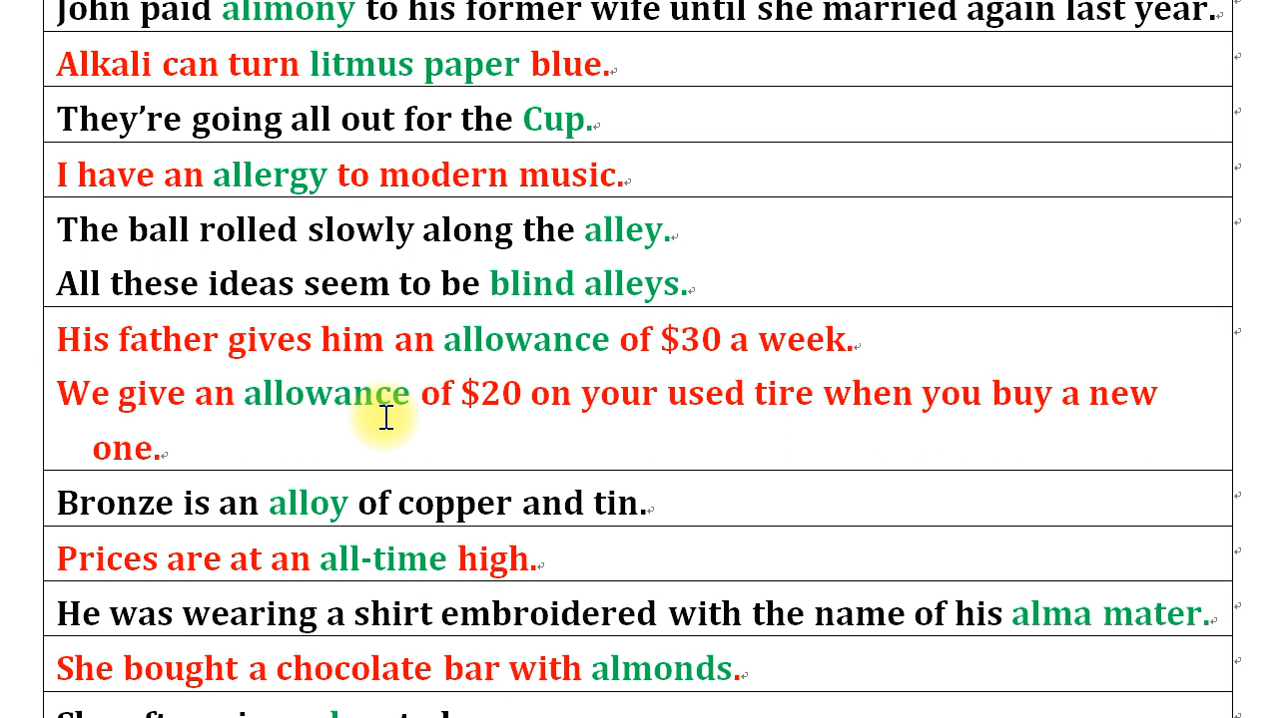 John paid alimony to his former wife until she married again last year.
Alkali can turn litmus paper blue.
They’re going all out for the Cup.
I have an allergy to modern music.
The ball rolled slowly along the alley.
All these ideas seem to be blind alleys.
His father gives him an allowance of $30 a week.
We give an allowance of $20 on your used tire when you buy a new
one.
Bronze is an alloy of copper and tin.
Prices are at an all-time high.
He was wearing a shirt embroidered with the name of his alma mater.
She bought a chocolate bar with almonds.